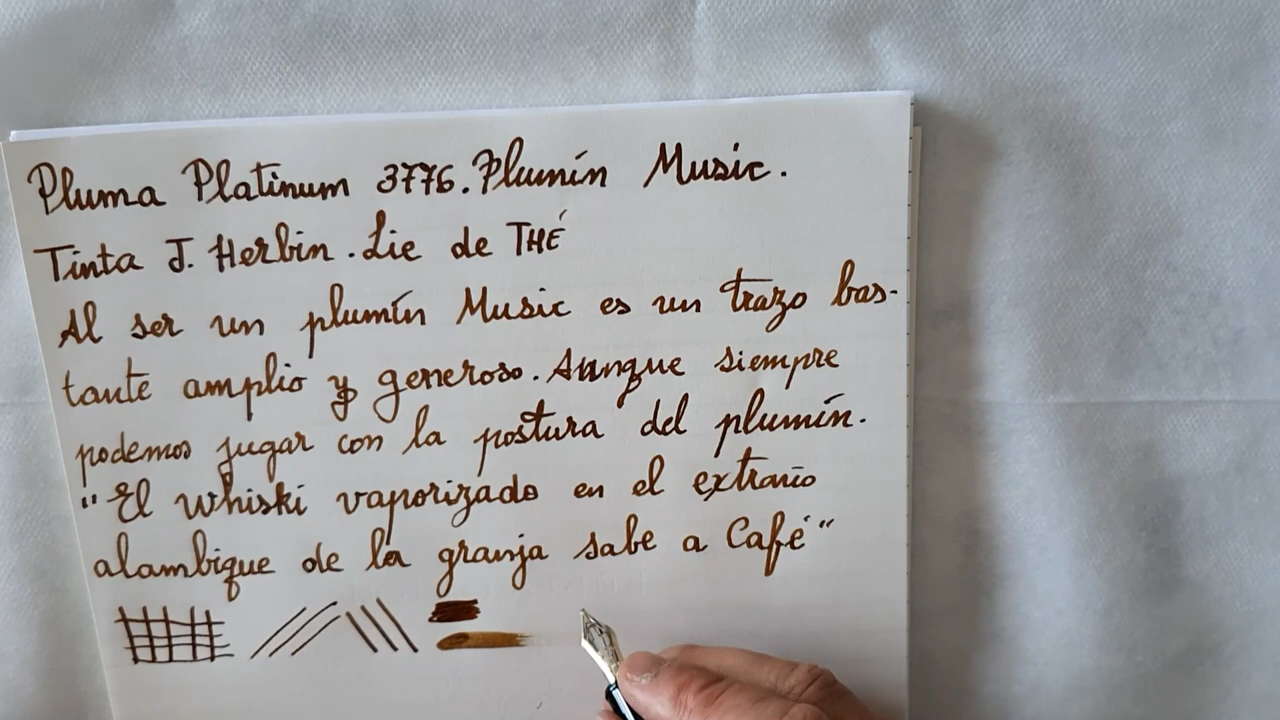 Pluma Platinum 3776. Plumín Music.
Tinta J. Herbin. Lie de THÉ
Al ser un plumín Music es un trazo bas-
tante amplio y generoso. Aunque siempre
podemos jugar con la postura del plumín.
"El whiski vaporizado en el extraño
alambique de la granja sabe a Café"